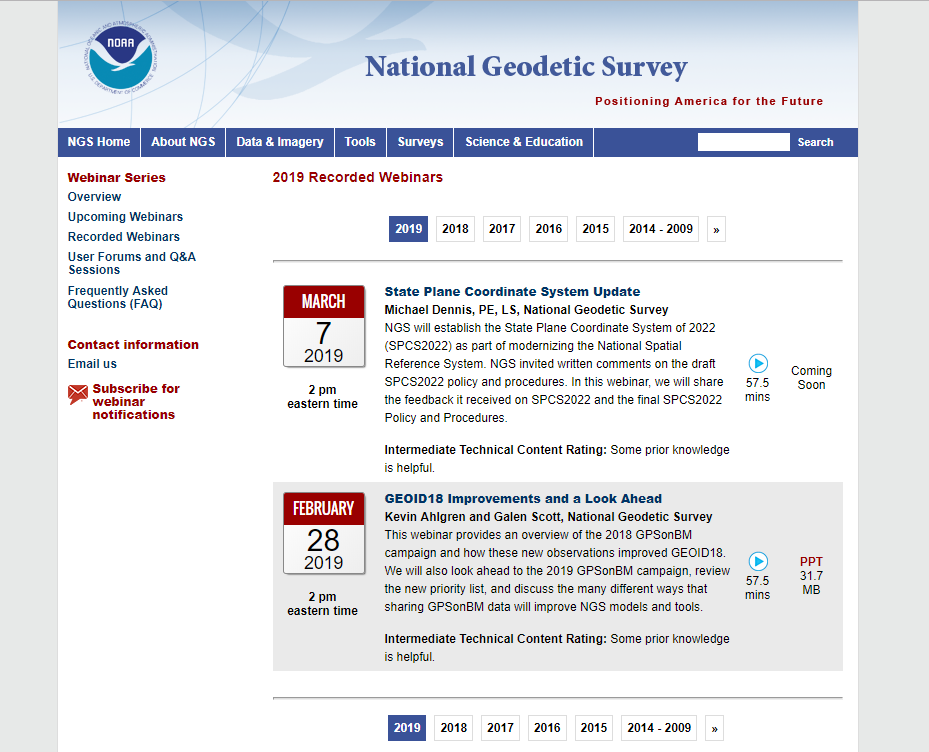 NATIONAL OCEANIC AND ATMOSPHERIC ADMINISTRATION
NOAA
U.S. DEPARTMENT OF COMMERCE
National Geodetic Survey
Positioning America for the Future
NGS Home
About NGS
Data & Imagery
Tools
Surveys
Science & Education
Search
Webinar Series
Overview
Upcoming Webinars
Recorded Webinars
User Forums and Q&A
Sessions
Frequently Asked
Questions (FAQ)
Contact information
Email us
Subscribe for
webinar
notifications
2019 Recorded Webinars
2019 2018 2017 2016 2015 2014 - 2009 »
MARCH
7
2019
2 pm
eastern time
State Plane Coordinate System Update
Michael Dennis, PE, LS, National Geodetic Survey
NGS will establish the State Plane Coordinate System of 2022
(SPCS2022) as part of modernizing the National Spatial
Reference System. NGS invited written comments on the draft
SPCS2022 policy and procedures. In this webinar, we will share
the feedback it received on SPCS2022 and the final SPCS2022
Policy and Procedures.
Intermediate Technical Content Rating: Some prior knowledge
is helpful.
57.5
mins
Coming
Soon
FEBRUARY
28
2019
2 pm
eastern time
GEOID18 Improvements and a Look Ahead
Kevin Ahlgren and Galen Scott, National Geodetic Survey
This webinar provides an overview of the 2018 GPSonBM
campaign and how these new observations improved GEOID18.
We will also look ahead to the 2019 GPSonBM campaign, review
the new priority list, and discuss the many different ways that
sharing GPSonBM data will improve NGS models and tools.
Intermediate Technical Content Rating: Some prior knowledge
is helpful.
57.5
mins
PPT
31.7
MB
2019 2018 2017 2016 2015 2014 - 2009 »